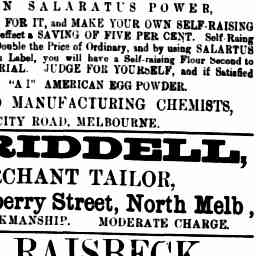 N SALARATUS POWER,
FOR IT, and MAKE YOUR OWN SELF-RAISING
effect a SAVING OF FIVE PER CENT. Self Raing
Double the Price of Ordinary, and by using SALARTUS
Label, you will have a Self-raising Flour Second to
RIAL. JUDGE FOR YOURSELF, and if Satisfied
"A I" AMERICAN EGG POWDER.
MANUFACTURING CHEMISTS,
CITY ROAD, MELBOURNE.
RIDDELL,
CHANT TAILOR,
berry Street, North Melb,
KMANSHIP. MODERATE CHARGE.
RAISBECK